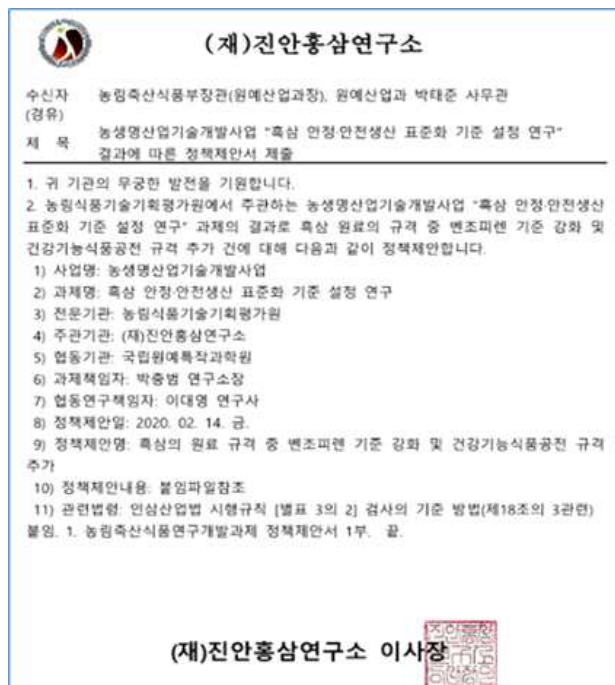 (재)진안홍삼연구소
수신자 농림축산식품부장관(원예산업과장), 원예산업과 박태준 사무관
(경유)
제 목 농생명산업기술개발사업 "흑삼 안정·안전생산 표준화 기준 설정 연구"
결과에 따른 정책제안서 제출
1. 귀 기관의 무궁한 발전을 기원합니다.
2. 농림식품기술기획평가원에서 주관하는 농생명산업기술개발사업 "흑삼 안정·안전생산
표준화 기준 설정 연구" 과제의 결과로 흑삼 원료의 규격 중 벤조피렌 기준 강화 및
건강기능식품공전 규격 추가 건에 대해 다음과 같이 정책제안합니다.
1) 사업명: 농생명산업기술개발사업
2) 과제명: 흑삼 안정·안전생산 표준화 기준 설정 연구
3) 전문기관: 농림식품기술기획평가원
4) 주관기관: (재)진안홍삼연구소
5) 협동기관: 국립원예특작과학원
6) 과제책임자: 박충범 연구소장
7) 협동연구책임자: 이대영 연구사
8) 정책제안일: 2020. 02. 14. 금.
9) 정책제안명: 흑삼의 원료 규격 중 벤조피렌 기준 강화 및 건강기능식품공전 규격
추가
10) 정책제안내용: 붙임파일참조
11) 관련법령: 인삼산업법 시행규칙 [별표 3의 2] 검사의 기준 방법(제18조의 3관련)
붙임. 1. 농림축산식품연구개발과제 정책제안서 1부. 끝.
(재)진안홍삼연구소 이사장